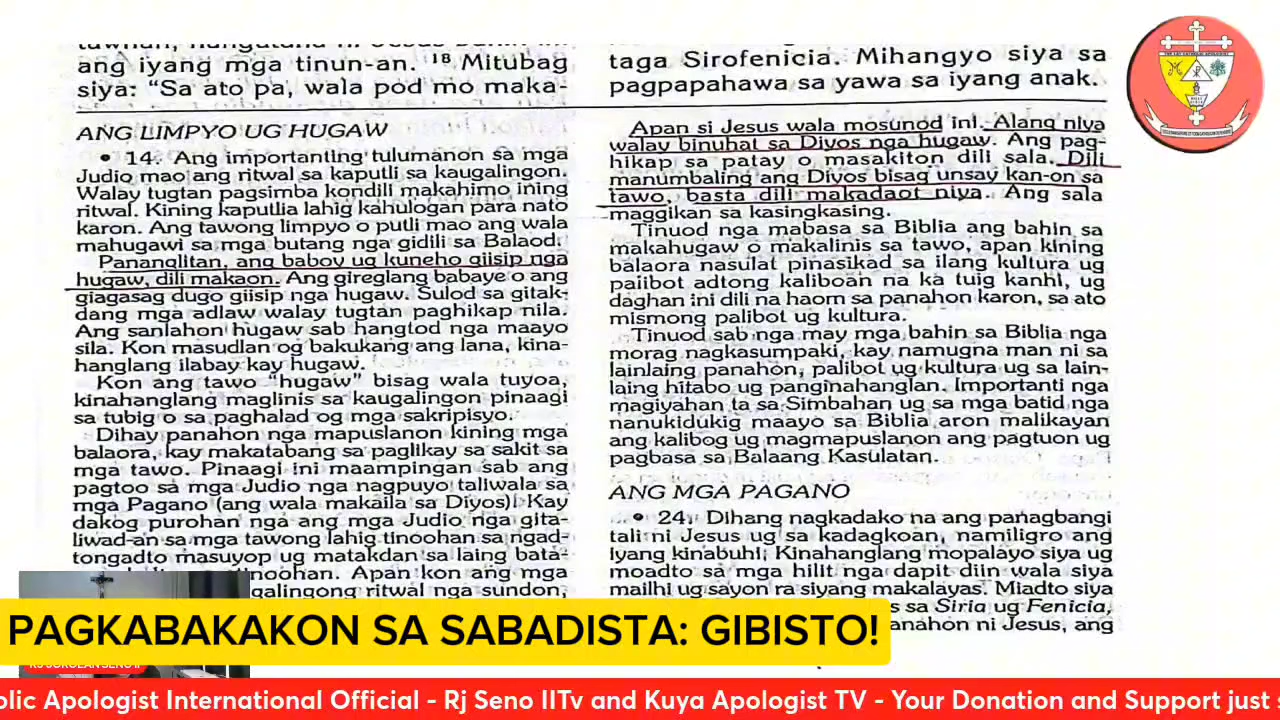 ang iyang mga tinun-an. 18 Mitubag
siya: "Sa ato pa, wala pod mo maka-
taga Sirofenicia. Mihangyo siya sa
pagpapahawa sa yawa sa iyang anak.
ANG LIMPYO UG HUGAW
• 14. Ang importanting tulumanon sa mga
Judio mao ang ritwal sa kaputli sa kaugalingon.
Walay tugtan pagsimba kondili makahimo ining
ritwal. Kining kaputlia lahig kahulogan para nato
karon. Ang tawong limpyo o putli mao ang wala
mahugawi sa mga butang nga gidili sa Balaod.
Pananglitan, ang baboy ug kuneho giisip nga
hugaw, dili makaon. Ang gireglang babaye o ang
giagasag dugo giisip nga hugaw. Sulod sa gitak-
dang mga adlaw walay tugtan paghikap nila.
Ang sanlahon hugaw sab hangtod nga maayo
sila. Kon masudlan og bakukang ang lana, kina-
hanglang ilabay kay hugaw.
Kon ang tawo "hugaw" bisag wala tuyoa,
kinahanglang maglinis sa kaugalingon pinaagi
sa tubig o sa paghalad og mga sakripisyo.
Dihay panahon nga mapuslanon kining mga
balaora, kay makatabang sa paglikay sa sakit sa
mga tawo. Pinaagi ini maampingan sab ang
pagtoo sa mga Judio nga nagpuyo taliwala sa
mga Pagano (ang wala makaila sa Diyos). Kay
dakog purohan nga ang mga Judio nga gita-
liwad-an sa mga tawong lahig tinoohan sa ngad-
tongadto masuyop ug matakdan sa laing bata-
tinoohan. Apan kon ang mga
galingong ritwal nga sundon,
Apan si Jesus wala mosunod ini. Alang niya
walay binuhat sa Diyos nga hugaw. Ang pag-
hikap sa patay o masakiton dili sala. Dili
manumbaling ang Diyos bisag unsay kan-on sa
tawo, basta dili makadaot niya. Ang sala
maggikan sa kasingkasing.
Tinuod nga mabasa sa Biblia ang bahin sa
makahugaw o makalinis sa tawo, apan kining
balaora nasulat pinasikad sa ilang kultura ug
palibot adtong kaliboan na ka tuig kanhi, ug
daghan ini dili na haom sa panahon karon, sa ato
mismong palibot ug kultura.
Tinuod sab nga may mga bahin sa Biblia nga
morag nagkasumpaki, kay namugna man ni sa
lainlaing panahon, palibot ug kultura ug sa lain-
laing hitabo ug panginahanglan. Importanti nga
magiyahan ta sa Simbahan ug sa mga batid nga
nanukidukig maayo sa Biblia aron malikayan
ang kalibog ug magmapuslanon ang pagtuon ug
pagbasa sa Balaang Kasulatan.
ANG MGA PAGANO
• 24. Dihang nagkadako na ang panagbangi
tali ni Jesus ug sa kadagkoan, namiligro ang
iyang kinabuhi. Kinahanglang mopalayo siya ug
moadto sa mga hilit nga dapit diin wala siya
mailhi ug sayon ra siyang makalayas. Miadto siya
s sa Siria ug Fenicia,
anahon ni Jesus, ang
PAGKABAKAKON SA SABADISTA: GIBISTO!
olic Apologist International Official - Rj Seno IITv and Kuya Apologist TV - Your Donation and Support just